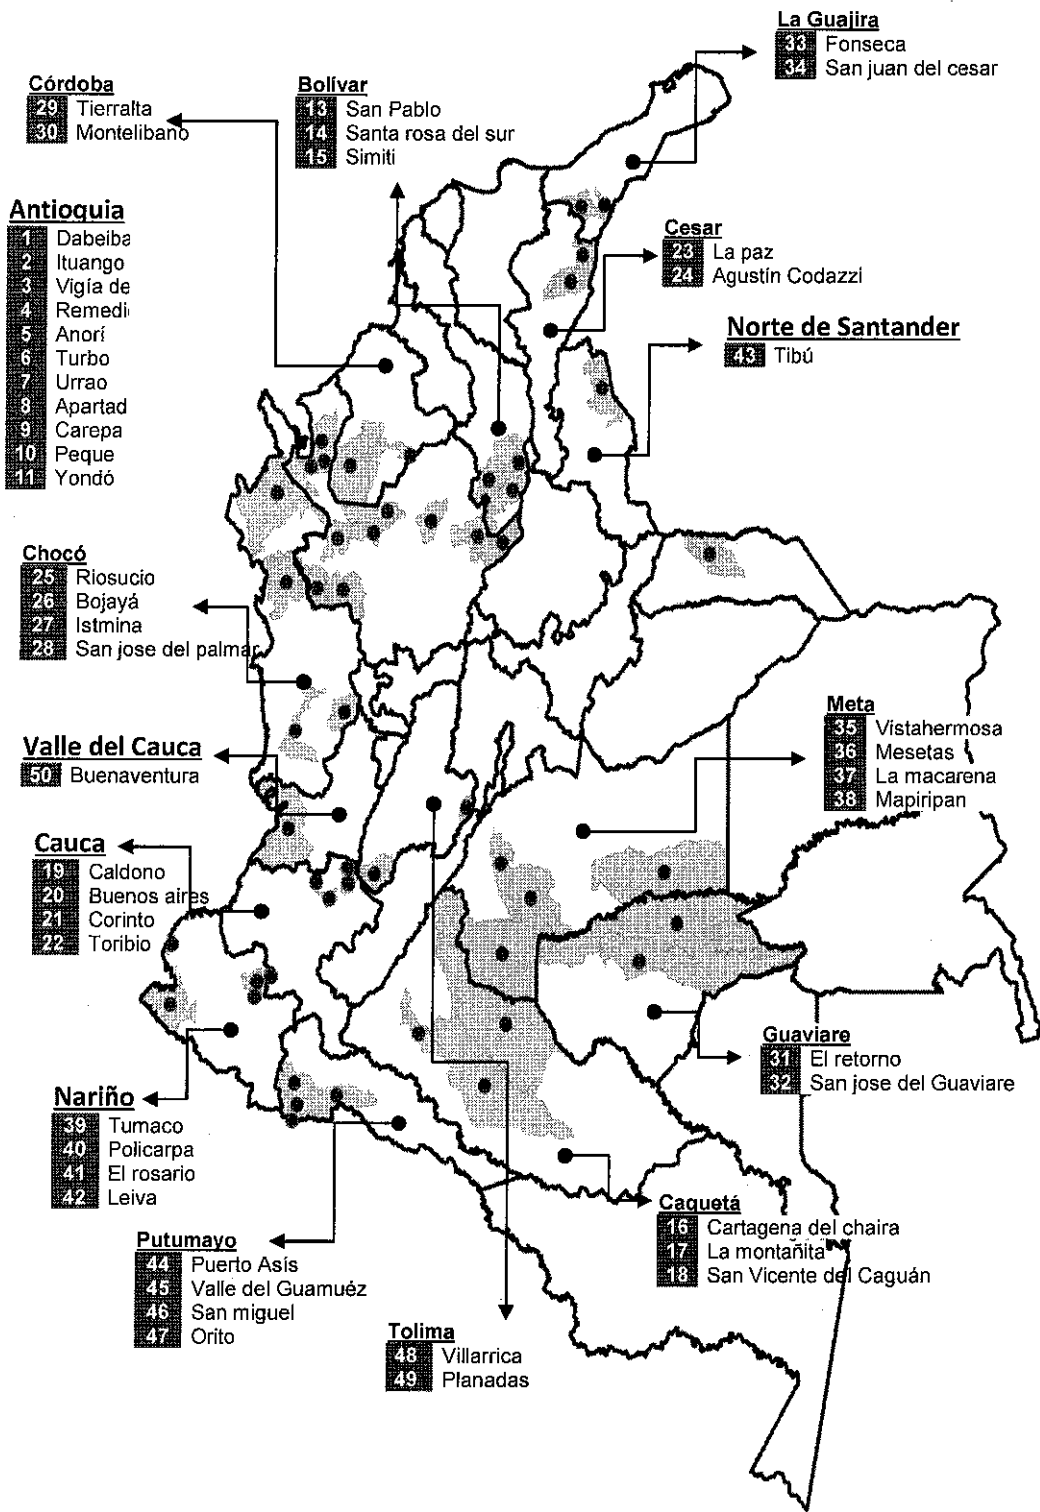 La Guajira
33 Fonseca
34 San juan del cesar
Córdoba
29 Tierralta
30 Montelibano
Bolívar
13 San Pablo
14 Santa rosa del sur
15 Simiti
Antioquia
1 Dabeiba
2 Ituango
3 Vigía de
4 Remedi
5 Anorí
6 Turbo
7 Urrao
8 Apartad
9 Carepa
10 Peque
11 Yondó
Cesar
23 La paz
24 Agustín Codazzi
Norte de Santander
43 Tibú
Chocó
25 Riosucio
26 Bojayá
27 Istmina
28 San jose del palmar
Valle del Cauca
50 Buenaventura
Meta
35 Vistahermosa
36 Mesetas
37 La macarena
38 Mapiripan
Cauca
19 Caldono
20 Buenos aires
21 Corinto
22 Toribio
Guaviare
31 El retorno
32 San jose del Guaviare
Nariño
39 Tumaco
40 Policarpa
41 El rosario
42 Leiva
Caquetá
16 Cartagena del chaira
17 La montañita
18 San Vicente del Caguán
Putumayo
44 Puerto Asís
45 Valle del Guamuéz
46 San miguel
47 Orito
Tolima
48 Villarrica
49 Planadas